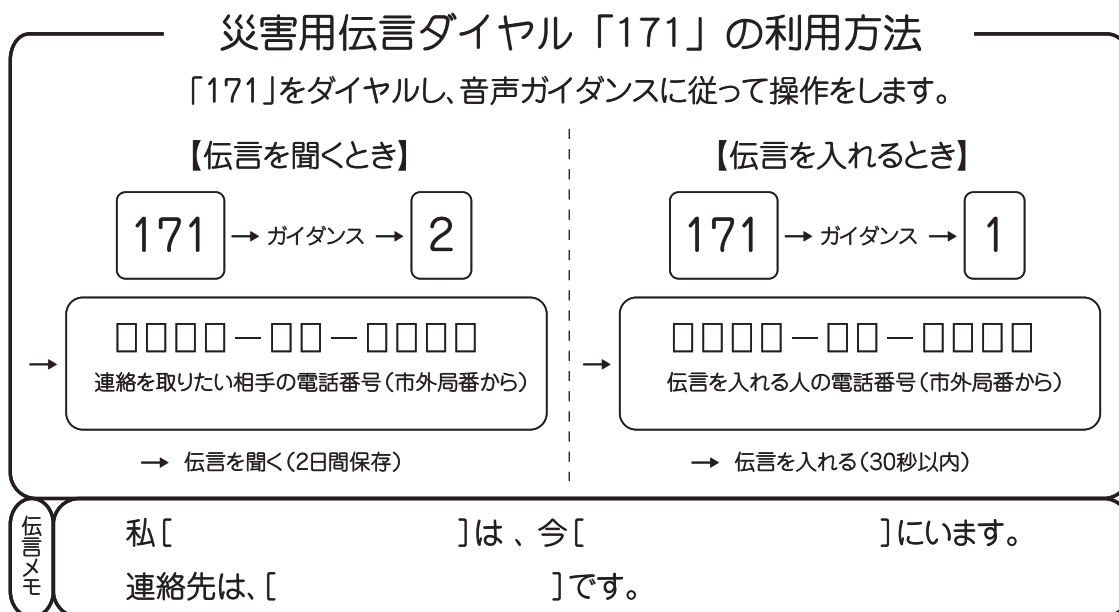 災害用伝言ダイヤル「171」の利用方法
「171」をダイヤルし、音声ガイダンスに従って操作をします。
【伝言を聞くとき】
171 → ガイダンス → 2
→ □□□□－□□－□□□□
連絡を取りたい相手の電話番号（市外局番から）
→ 伝言を聞く（2日間保存）
【伝言を入れるとき】
171 → ガイダンス → 1
→ □□□□－□□－□□□□
伝言を入れる人の電話番号（市外局番から）
→ 伝言を入れる（30秒以内）
伝言メモ
私［　　　　　　　　］は、今［　　　　　　　　］にいます。
連絡先は、［　　　　　　　　］です。